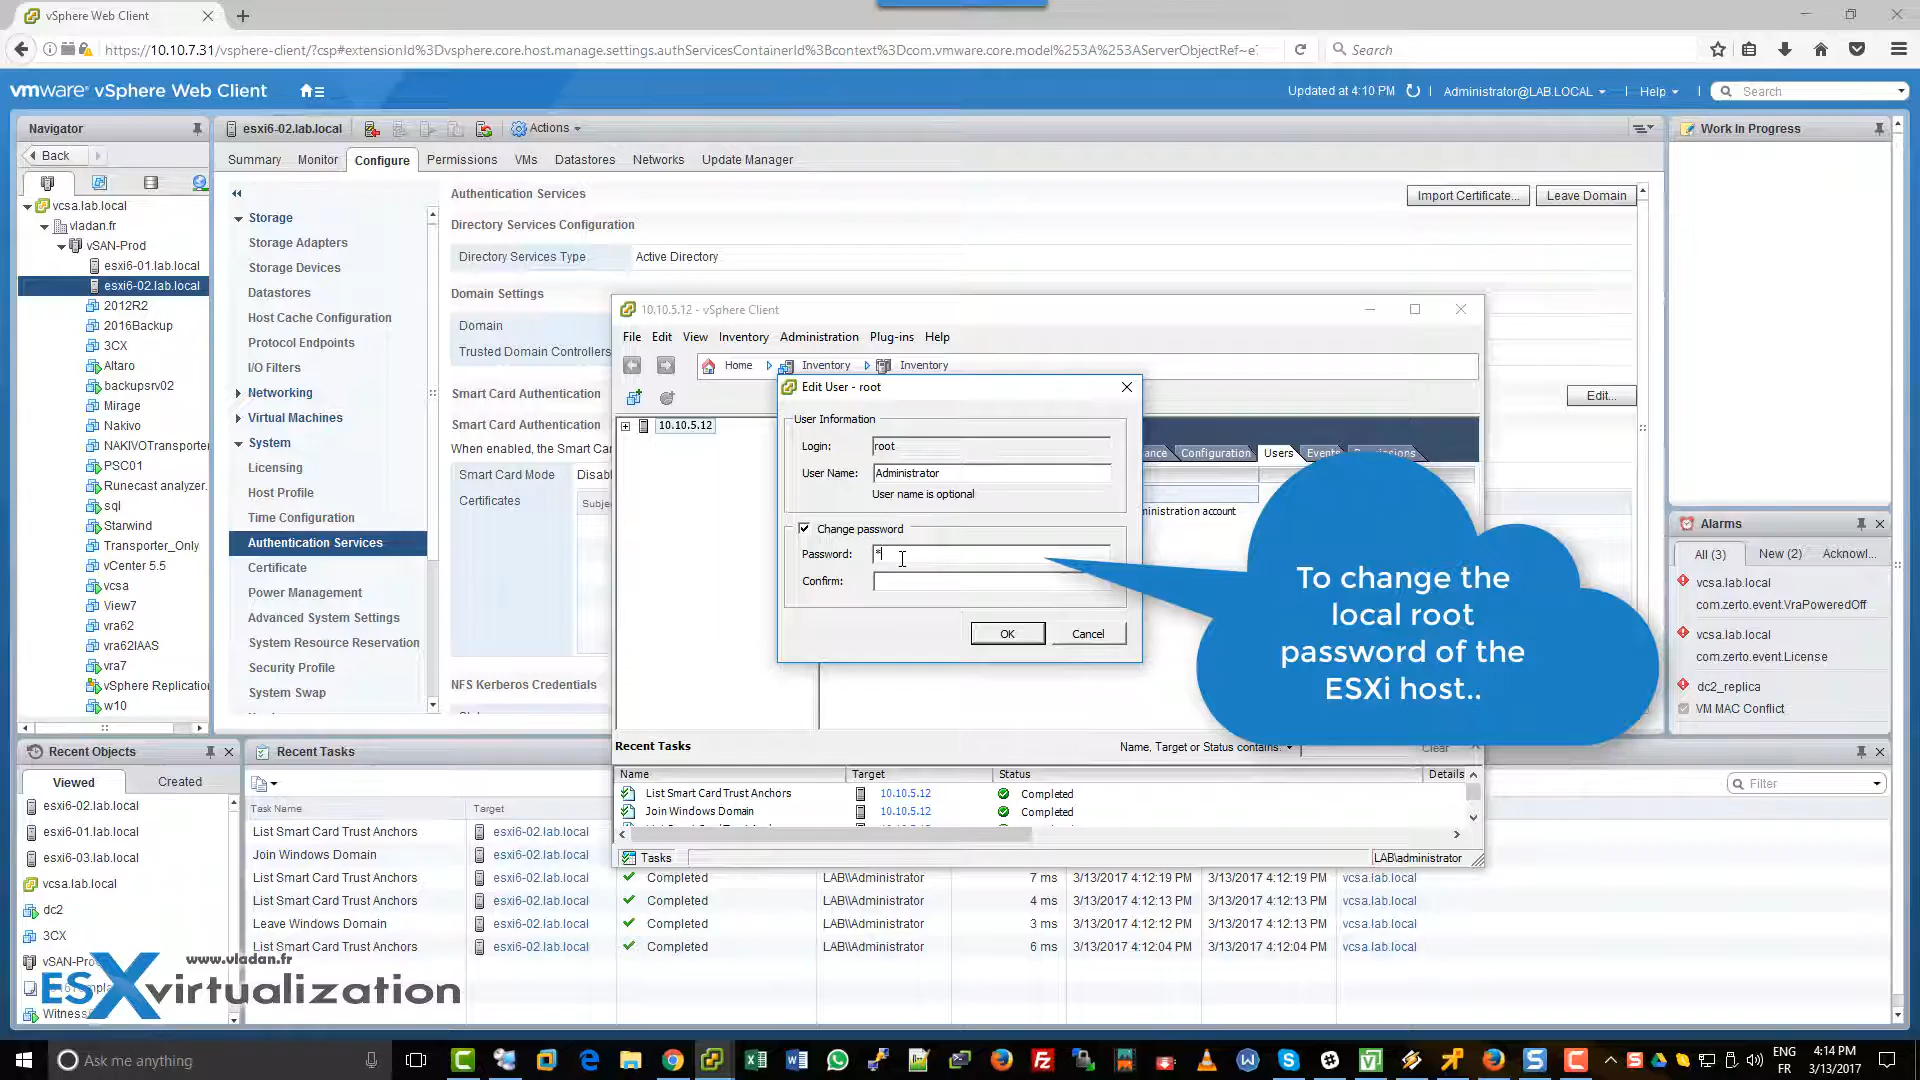 vSphere Web Client
https://10.10.7.31/vsphere-client/?csp#extensionId%3Dvsphere.core.host.manage.settings.authServicesContainerId%3Bcontext%3Dcom.vmware.core.model%253A%253AServerObjectRef~e
Search
vmware® vSphere Web Client
Updated at 4:10 PM
Administrator@LAB.LOCAL
Help
Search
Navigator
Back
vcsa.lab.local
vladan.fr
vSAN-Prod
esxi6-01.lab.local
esxi6-02.lab.local
2012R2
2016Backup
3CX
Altaro
backupsrv02
Mirage
Nakivo
NAKIVOTransporter
PSC01
Runecast analyzer.
sql
Starwind
Transporter_Only
vCenter 5.5
vcsa
View7
vra62
vra62IAAS
vra7
vSphere Replicatio
w10
esxi6-02.lab.local
Actions
Summary Monitor Configure Permissions VMs Datastores Networks Update Manager
Storage
Storage Adapters
Storage Devices
Datastores
Host Cache Configuration
Protocol Endpoints
I/O Filters
Networking
Virtual Machines
System
Licensing
Host Profile
Time Configuration
Authentication Services
Certificate
Power Management
Advanced System Settings
System Resource Reservation
Security Profile
System Swap
Authentication Services
Import Certificate...
Leave Domain
Directory Services Configuration
Directory Services Type Active Directory
Domain Settings
Domain
Trusted Domain Controllers
Smart Card Authentication
Edit...
Smart Card Authentication
When enabled, the Smart Ca
Smart Card Mode Disabl
Certificates Subje
NFS Kerberos Credentials
10.10.5.12 - vSphere Client
File Edit View Inventory Administration Plug-ins Help
Home Inventory Inventory
10.10.5.12
ance Configuration Users Events Permissions
ministration account
Edit User - root
User Information
Login: root
User Name: Administrator
User name is optional
Change password
Password: *
Confirm:
OK
Cancel
To change the
local root
password of the
ESXi host..
Recent Tasks
Name, Target or Status contains:
Clear
Name Target Status Details
List Smart Card Trust Anchors 10.10.5.12 Completed
Join Windows Domain 10.10.5.12 Completed
Tasks
LAB\administrator
Work In Progress
Alarms
All (3) New (2) Acknowl...
vcsa.lab.local
com.zerto.event.VraPoweredOff
vcsa.lab.local
com.zerto.event.License
dc2_replica
VM MAC Conflict
Recent Objects
Viewed Created
esxi6-02.lab.local
esxi6-01.lab.local
esxi6-03.lab.local
vcsa.lab.local
dc2
3CX
vSAN-Pro
Witness
Recent Tasks
Filter
Task Name Target
List Smart Card Trust Anchors esxi6-02.lab.local
Join Windows Domain esxi6-02.lab.local
List Smart Card Trust Anchors esxi6-02.lab.local Completed LAB\\Administrator 7 ms 3/13/2017 4:12:19 PM 3/13/2017 4:12:19 PM vcsa.lab.local
List Smart Card Trust Anchors esxi6-02.lab.local Completed LAB\\Administrator 4 ms 3/13/2017 4:12:13 PM 3/13/2017 4:12:13 PM vcsa.lab.local
Leave Windows Domain esxi6-02.lab.local Completed LAB\\Administrator 3 ms 3/13/2017 4:12:13 PM 3/13/2017 4:12:13 PM vcsa.lab.local
List Smart Card Trust Anchors esxi6-02.lab.local Completed LAB\\Administrator 6 ms 3/13/2017 4:12:04 PM 3/13/2017 4:12:04 PM vcsa.lab.local
www.vladan.fr
ESXvirtualization
Ask me anything
ENG
FR
4:14 PM
3/13/2017